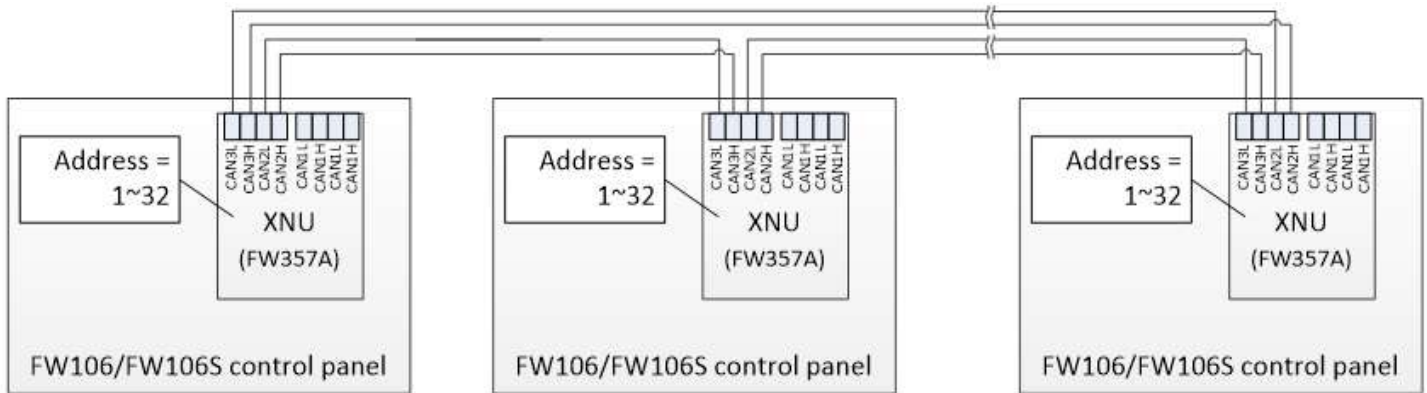 CAN3L
CAN3H
CAN2L
CAN2H
CAN1L
CAN1H
CAN1L
CAN1H
Address =
1~32
XNU
(FW357A)
FW106/FW106S control panel
CAN3L
CAN3H
CAN2L
CAN2H
CAN1L
CAN1H
CAN1L
CAN1H
Address =
1~32
XNU
(FW357A)
FW106/FW106S control panel
CAN3L
CAN3H
CAN2L
CAN2H
CAN1L
CAN1H
CAN1L
CAN1H
Address =
1~32
XNU
(FW357A)
FW106/FW106S control panel